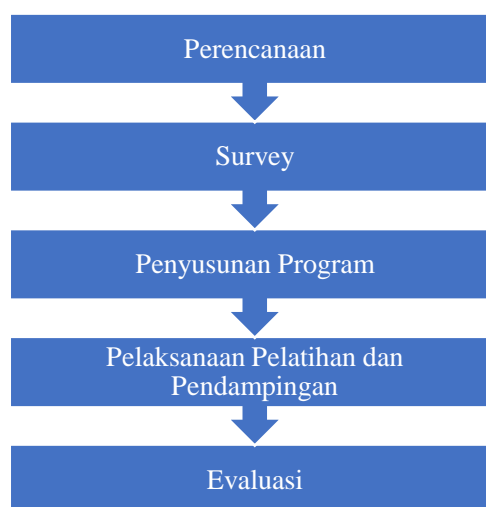 Perencanaan
Survey
Penyusunan Program
Pelaksanaan Pelatihan dan
Pendampingan
Evaluasi